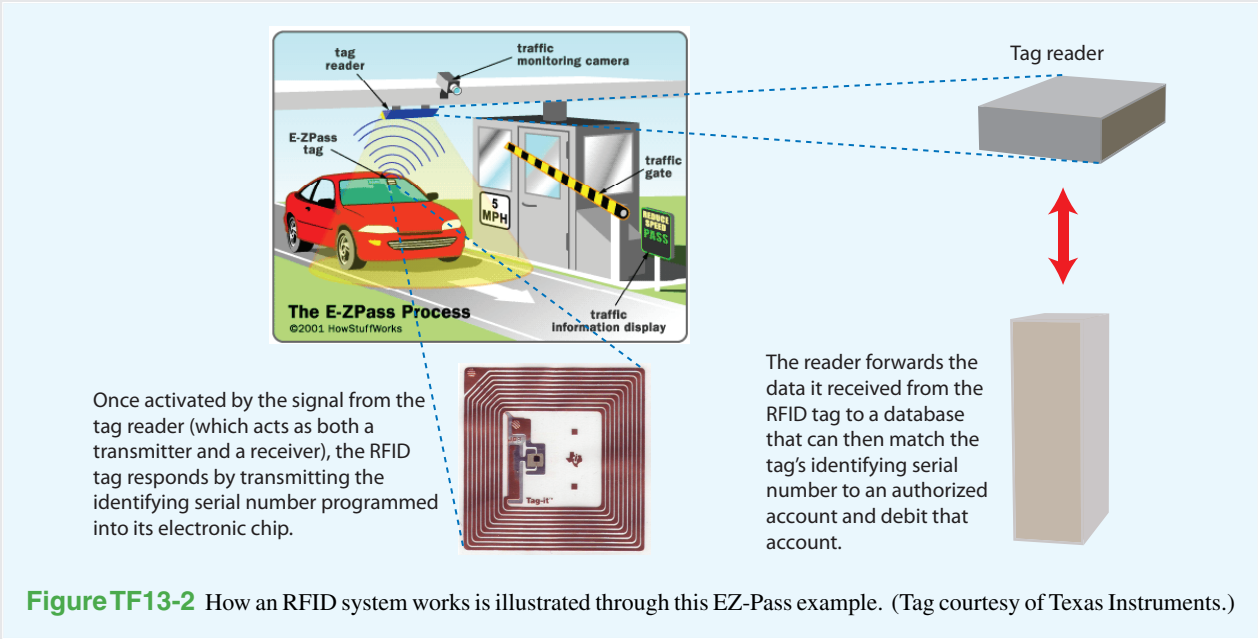 tag
reader
traffic
monitoring camera
E-ZPass
tag
traffic
gate
5
MPH
REDUCE
SPEED
PASS
The E-ZPass Process
©2001 HowStuffWorks
traffic
information display
Tag reader
Once activated by the signal from the
tag reader (which acts as both a
transmitter and a receiver), the RFID
tag responds by transmitting the
identifying serial number programmed
into its electronic chip.
Tag-it™
The reader forwards the
data it received from the
RFID tag to a database
that can then match the
tag’s identifying serial
number to an authorized
account and debit that
account.
Figure TF13-2 How an RFID system works is illustrated through this EZ-Pass example. (Tag courtesy of Texas Instruments.)